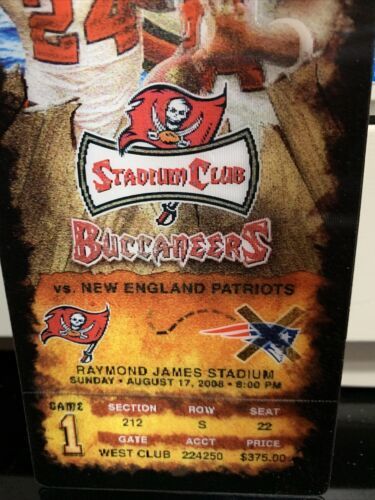 24
STADIUM CLUB
BUCCANEERS
vs. NEW ENGLAND PATRIOTS
RAYMOND JAMES STADIUM
SUNDAY • AUGUST 17, 2008 • 8:00 PM
GAME 1
SECTION ROW SEAT
212 S 22
GATE ACCT PRICE
WEST CLUB 224250 $375.00